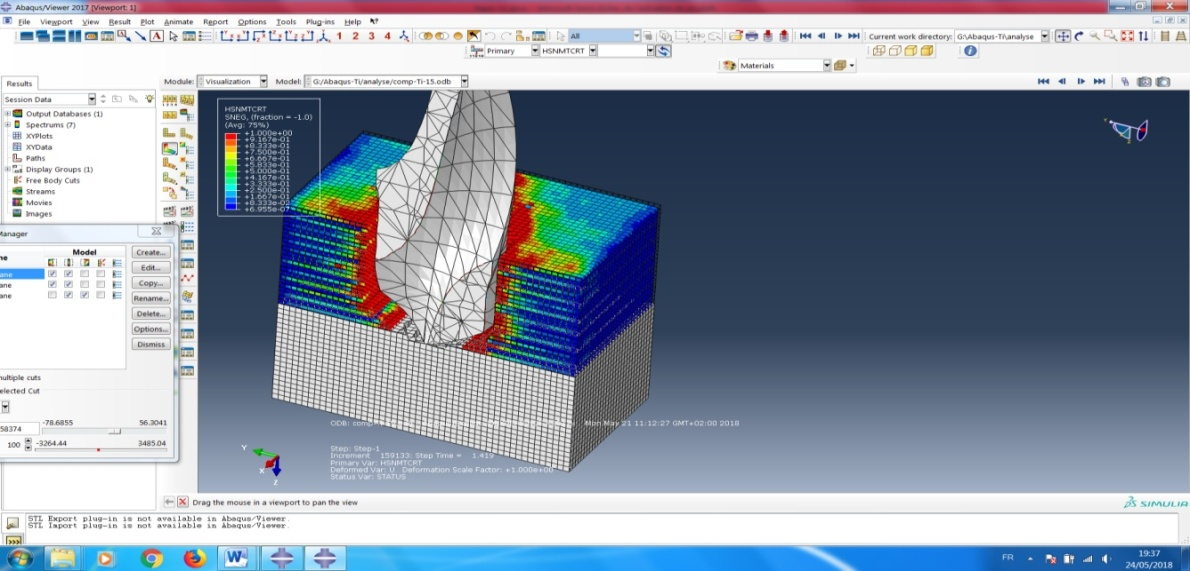 Abaqus/Viewer 2017 [Viewport: 1]
File Viewport View Result Plot Animate Report Options Tools Plug-ins Help
1 2 3 4 All Current work directory: G:\Abaqus-Ti\analyse
Primary HSNMTCRT
Materials
Results Module: Visualization Model: G:/Abaqus-Ti/analyse/comp-Ti-15.odb
Session Data
Output Databases (1)
Spectrums (7)
XYPlots
XYData
Paths
Display Groups (1)
Free Body Cuts
Streams
Movies
Images
HSNMTCRT
SNEG, (fraction = -1.0)
(Avg: 75%)
+1.000e+00
+9.167e-01
+8.333e-01
+7.500e-01
+6.667e-01
+5.833e-01
+5.000e-01
+4.167e-01
+3.333e-01
+2.500e-01
+1.667e-01
Manager
Model
Create...
Edit...
Copy...
Rename...
Delete...
Options...
Dismiss
multiple cuts
elected Cut
58374 -78.6855 56.3041
100 -3264.44 3485.04
ODB: Mon May 21 11:12:27 GMT+02:00 2018
Y
X
Z
Step: Step-1
Increment 159133: Step Time =
Primary Var: HSNMTCRT
Deformed Var: U Deformation Scale Factor: +1.000e+00
Status Var: STATUS
Drag the mouse in a viewport to pan the view
SIMULIA
STL Export plug-in is not available in Abaqus/Viewer.
STL Import plug-in is not available in Abaqus/Viewer.
>>>
FR 19:37
24/05/2018